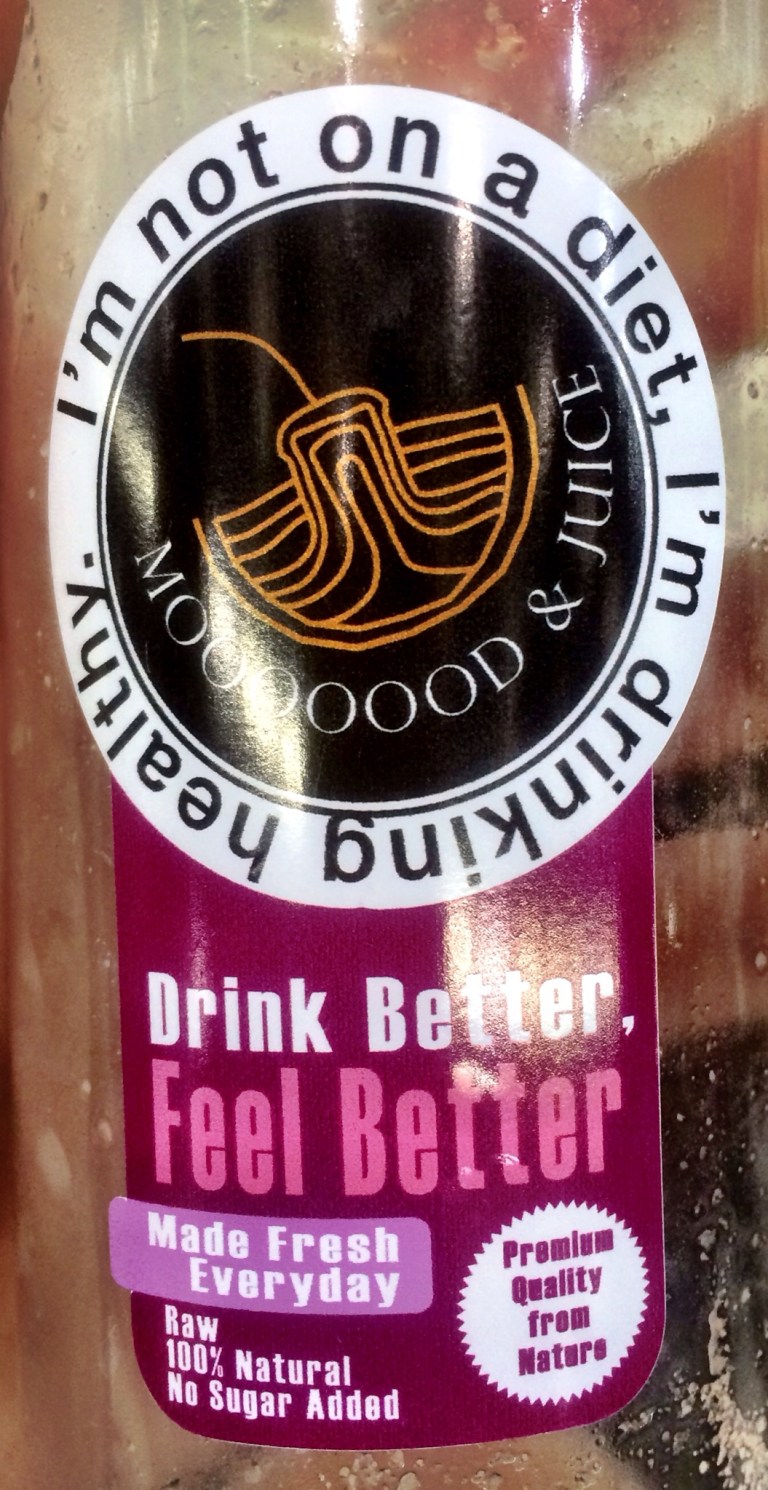 I'm not on a diet, I'm drinking healthy.
MOOOOOOD & JUICE
Drink Better,
Feel Better
Made Fresh
Everyday
Raw
100% Natural
No Sugar Added
Premium
Quality
from
Nature